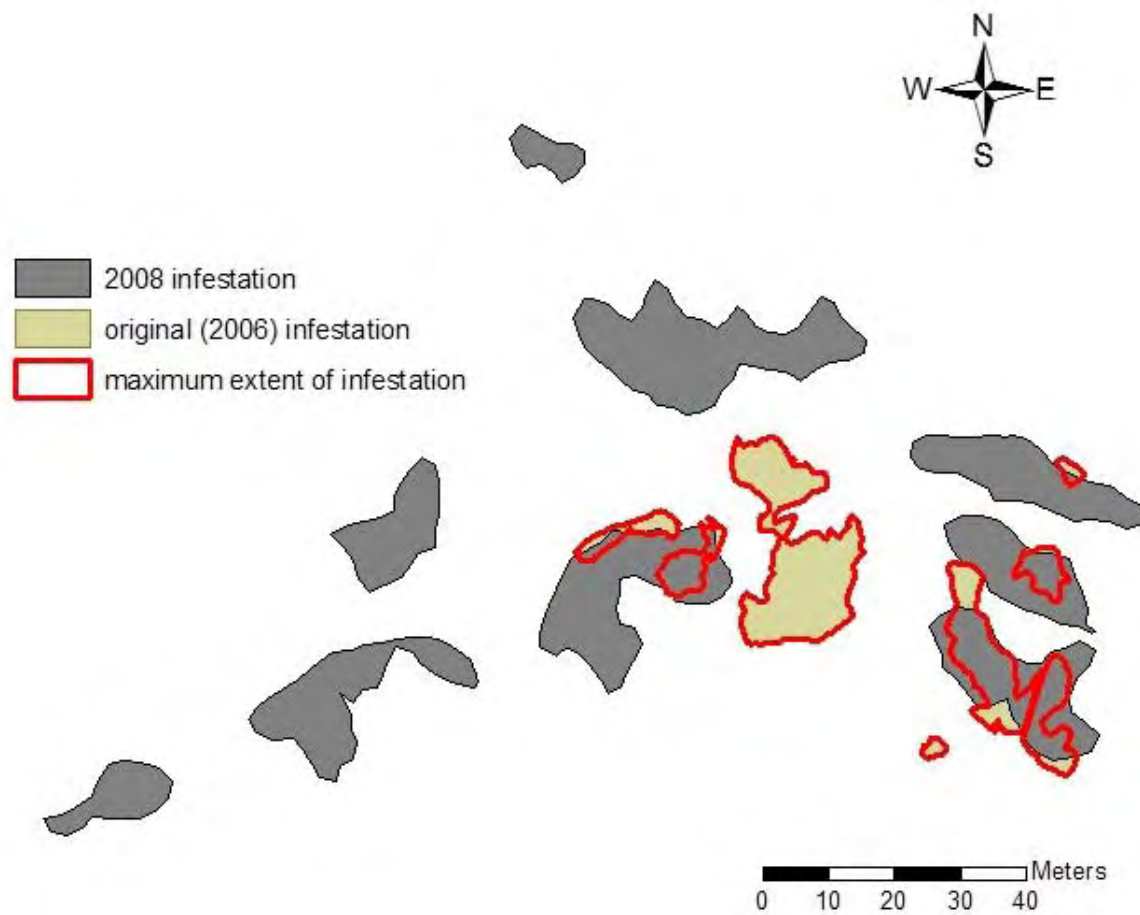 N
W E
S
2008 infestation
original (2006) infestation
maximum extent of infestation
Meters
0 10 20 30 40